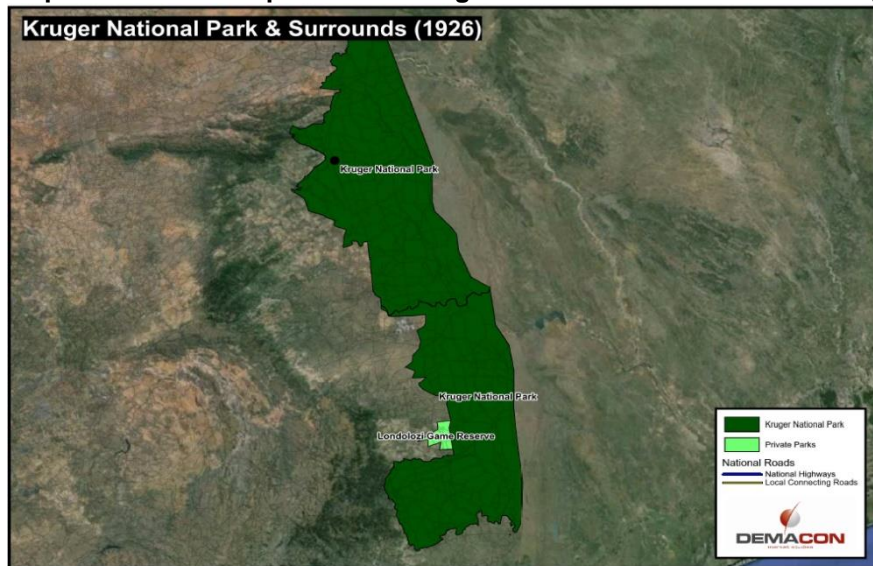 Kruger National Park & Surrounds (1926)
Kruger National Park
Kruger National Park
Londolozi Game Reserve
Kruger National Park
Private Parks
National Roads
National Highways
Local Connecting Roads
DEMACON